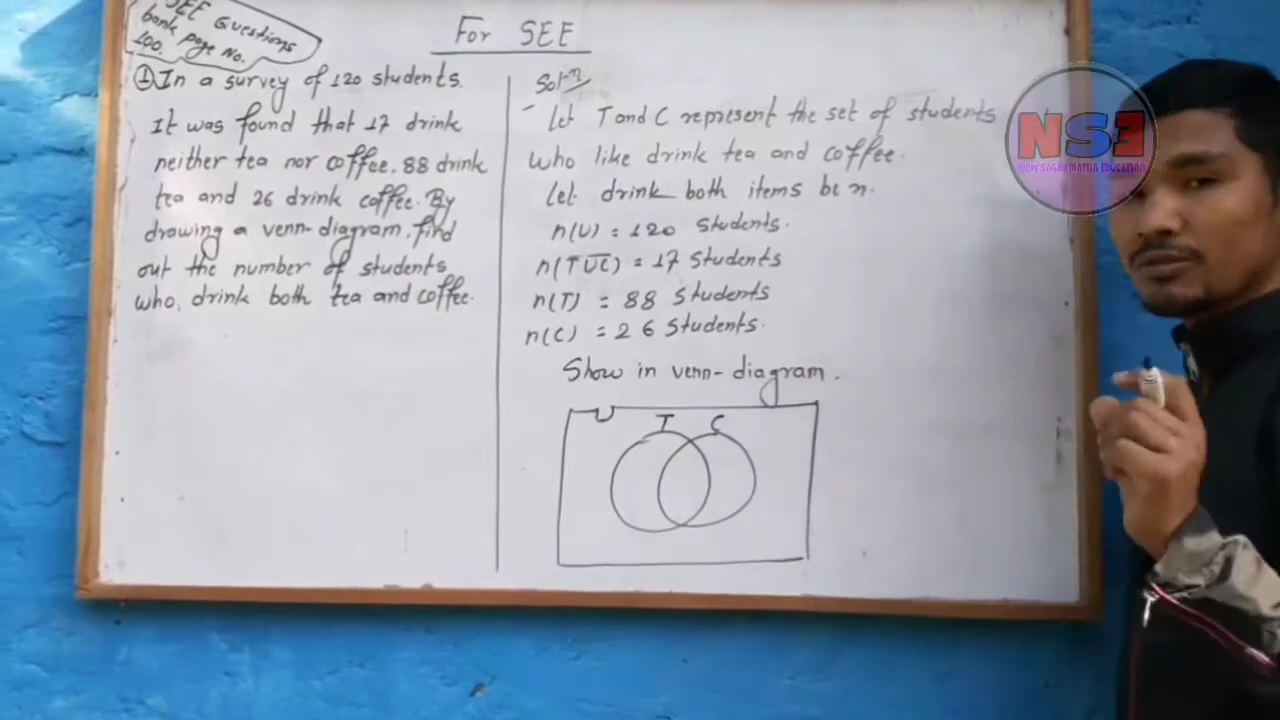 SEE Questions
bank page No.
100.
For SEE
① In a survey of 120 students.
It was found that 17 drink
neither tea nor coffee. 88 drink
tea and 26 drink coffee. By
drawing a venn-diagram, find
out the number of students
who, drink both tea and coffee.
Sol-n
Let T and C represent the set of students
who like drink tea and coffee.
Let drink both items be n.
n(U) = 120 students.
n(T̅U̅C̅) = 17 students
n(T) = 88 students
n(C) = 26 students.
Show in venn-diagram.
U
T C
NSE
NEW SAGARMATHA EDUCATION